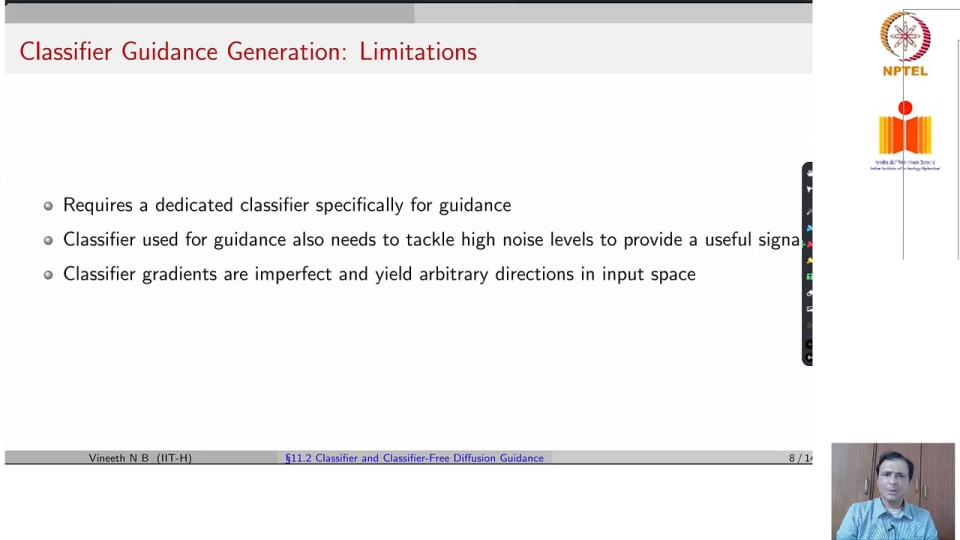 Classifier Guidance Generation: Limitations
NPTEL
Requires a dedicated classifier specifically for guidance
Classifier used for guidance also needs to tackle high noise levels to provide a useful signa
Classifier gradients are imperfect and yield arbitrary directions in input space
Vineeth N B (IIT-H)
§11.2 Classifier and Classifier-Free Diffusion Guidance
8 / 14